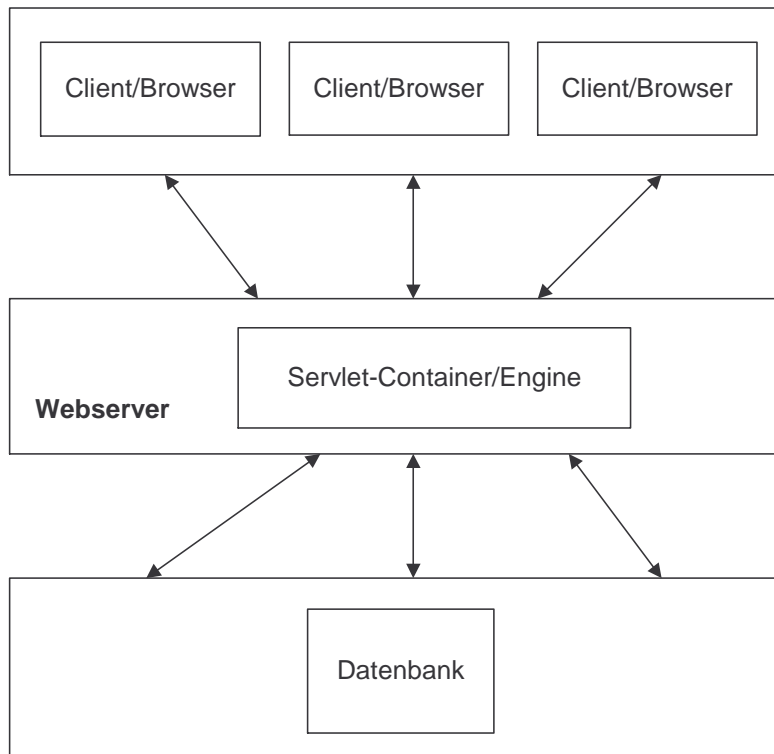 Client/Browser
Client/Browser
Client/Browser
Servlet-Container/Engine
Webserver
Datenbank